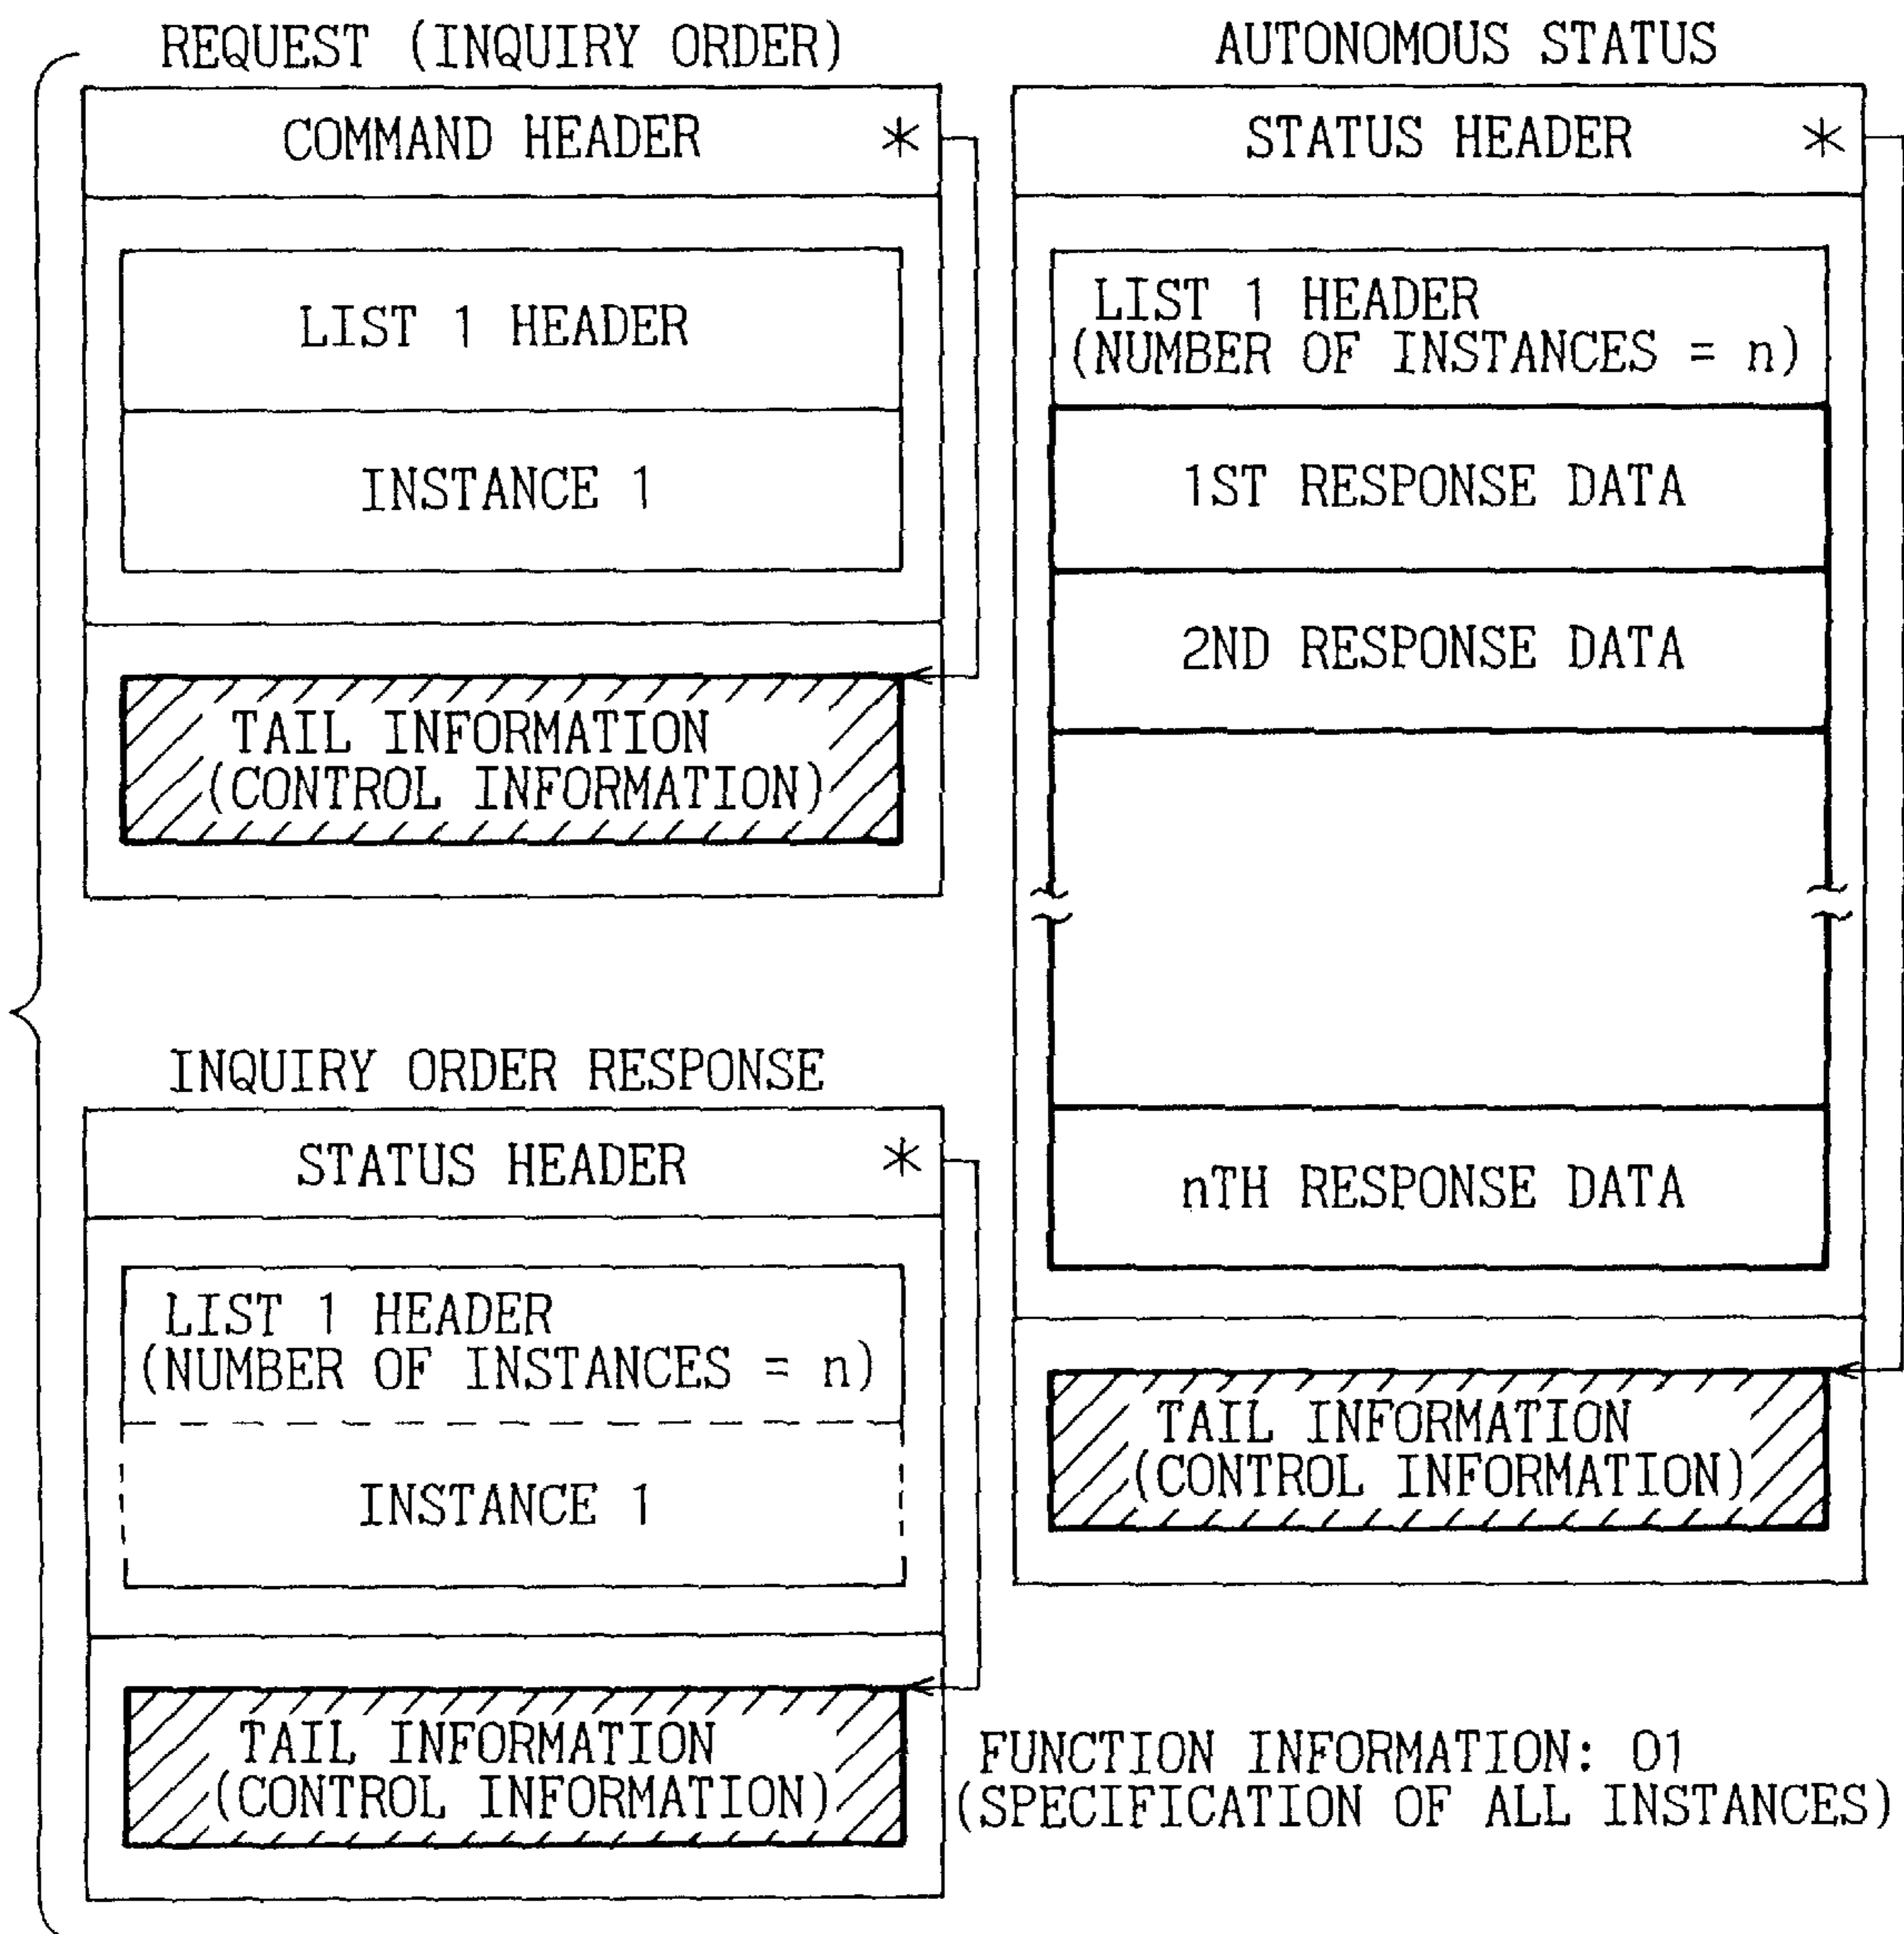 REQUEST (INQUIRY ORDER)
COMMAND HEADER *
LIST 1 HEADER
INSTANCE 1
TAIL INFORMATION
(CONTROL INFORMATION)
INQUIRY ORDER RESPONSE
STATUS HEADER *
LIST 1 HEADER
(NUMBER OF INSTANCES = n)
INSTANCE 1
TAIL INFORMATION
(CONTROL INFORMATION)
AUTONOMOUS STATUS
STATUS HEADER *
LIST 1 HEADER
(NUMBER OF INSTANCES = n)
1ST RESPONSE DATA
2ND RESPONSE DATA
nTH RESPONSE DATA
TAIL INFORMATION
(CONTROL INFORMATION)
FUNCTION INFORMATION: 01
(SPECIFICATION OF ALL INSTANCES)